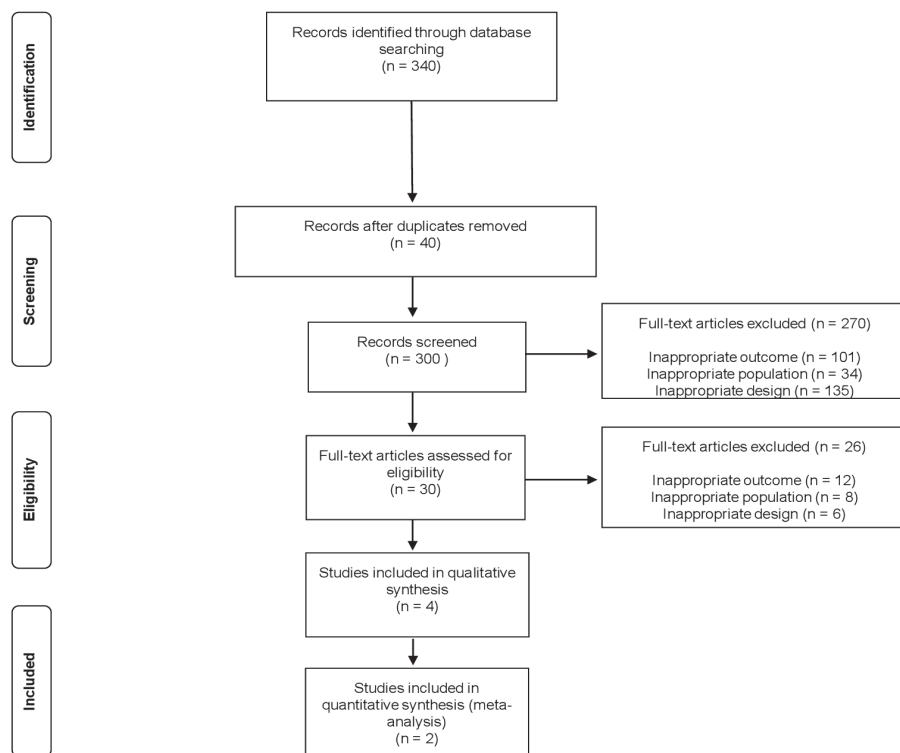 Identification
Records identified through database
searching
(n = 340)
Screening
Records after duplicates removed
(n = 40)
Records screened
(n = 300 )
Full-text articles excluded (n = 270)
Inappropriate outcome (n = 101)
Inappropriate population (n = 34)
Inappropriate design (n = 135)
Eligibility
Full-text articles assessed for
eligibility
(n = 30)
Full-text articles excluded (n = 26)
Inappropriate outcome (n = 12)
Inappropriate population (n = 8)
Inappropriate design (n = 6)
Studies included in qualitative
synthesis
(n = 4)
Included
Studies included in
quantitative synthesis (meta-
analysis)
(n = 2)